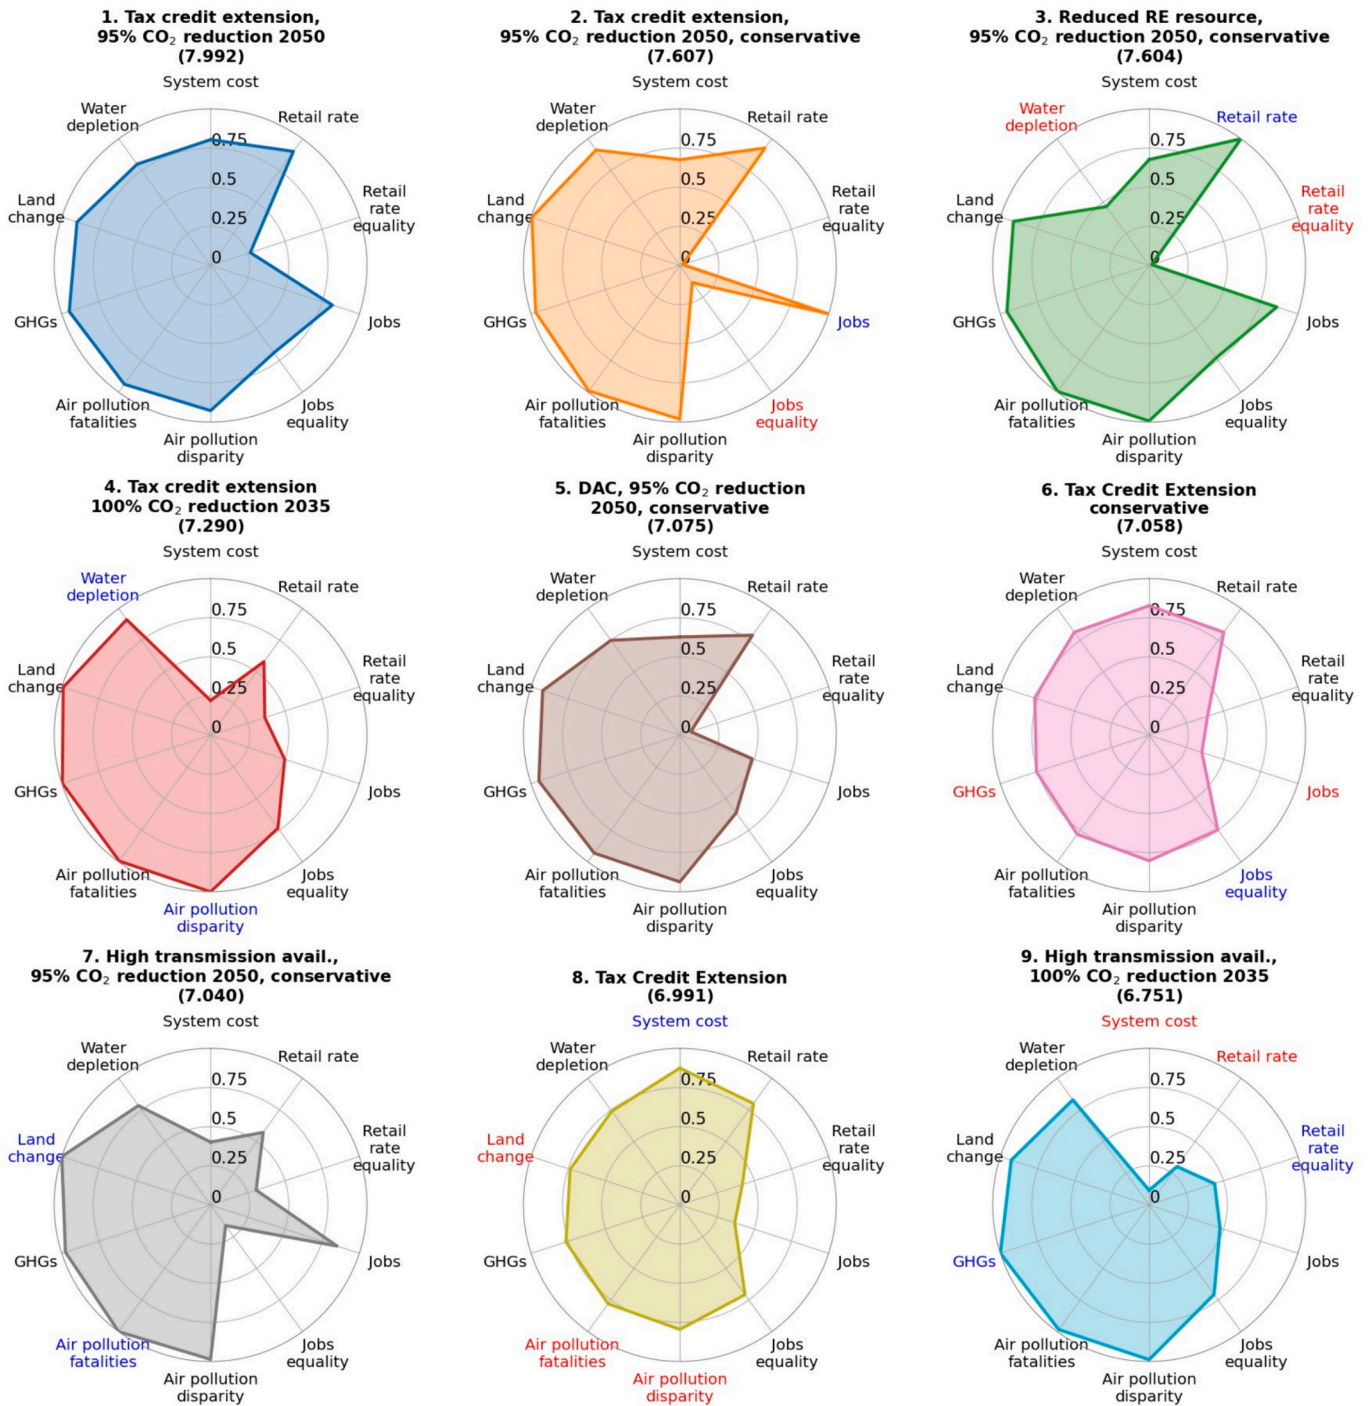 1. Tax credit extension,
95% CO₂ reduction 2050
(7.992)
System cost
Water
depletion
Retail rate
0.75
0.5
0.25
0
Land
change
Retail
rate
equality
GHGs
Jobs
Air pollution
fatalities
Jobs
equality
Air pollution
disparity
2. Tax credit extension,
95% CO₂ reduction 2050, conservative
(7.607)
System cost
Water
depletion
Retail rate
0.75
0.5
0.25
0
Land
change
Retail
rate
equality
GHGs
Jobs
Air pollution
fatalities
Jobs
equality
Air pollution
disparity
3. Reduced RE resource,
95% CO₂ reduction 2050, conservative
(7.604)
System cost
Water
depletion
Retail rate
0.75
0.5
0.25
0
Land
change
Retail
rate
equality
GHGs
Jobs
Air pollution
fatalities
Jobs
equality
Air pollution
disparity
4. Tax credit extension
100% CO₂ reduction 2035
(7.290)
System cost
Water
depletion
Retail rate
0.75
0.5
0.25
0
Land
change
Retail
rate
equality
GHGs
Jobs
Air pollution
fatalities
Jobs
equality
Air pollution
disparity
5. DAC, 95% CO₂ reduction
2050, conservative
(7.075)
System cost
Water
depletion
Retail rate
0.75
0.5
0.25
0
Land
change
Retail
rate
equality
GHGs
Jobs
Air pollution
fatalities
Jobs
equality
Air pollution
disparity
6. Tax Credit Extension
conservative
(7.058)
System cost
Water
depletion
Retail rate
0.75
0.5
0.25
0
Land
change
Retail
rate
equality
GHGs
Jobs
Air pollution
fatalities
Jobs
equality
Air pollution
disparity
7. High transmission avail.,
95% CO₂ reduction 2050, conservative
(7.040)
System cost
Water
depletion
Retail rate
0.75
0.5
0.25
0
Land
change
Retail
rate
equality
GHGs
Jobs
Air pollution
fatalities
Jobs
equality
Air pollution
disparity
8. Tax Credit Extension
(6.991)
System cost
Water
depletion
Retail rate
0.75
0.5
0.25
0
Land
change
Retail
rate
equality
GHGs
Jobs
Air pollution
fatalities
Jobs
equality
Air pollution
disparity
9. High transmission avail.,
100% CO₂ reduction 2035
(6.751)
System cost
Water
depletion
Retail rate
0.75
0.5
0.25
0
Land
change
Retail
rate
equality
GHGs
Jobs
Air pollution
fatalities
Jobs
equality
Air pollution
disparity